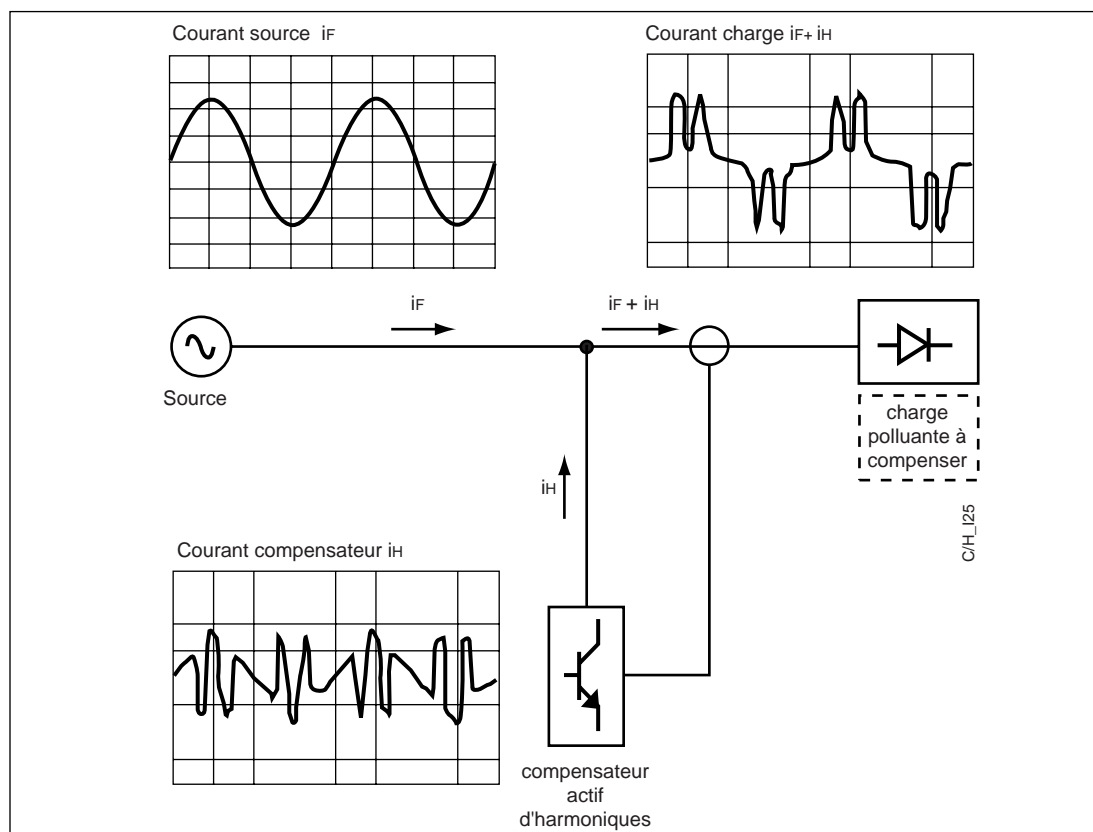 Courant source iF
Courant charge iF+ iH
iF
iF + iH
Source
charge
polluante à
compenser
iH
C/H_I25
Courant compensateur iH
compensateur
actif
d'harmoniques